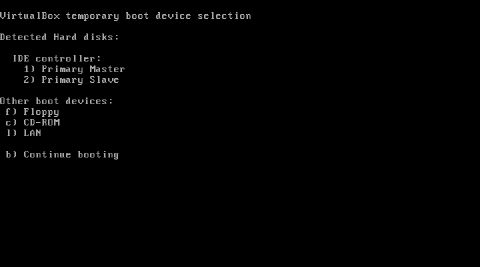 VirtualBox temporary boot device selection
Detected Hard disks:
IDE controller:
1) Primary Master
2) Primary Slave
Other boot devices:
f) Floppy
c) CD-ROM
l) LAN
b) Continue booting